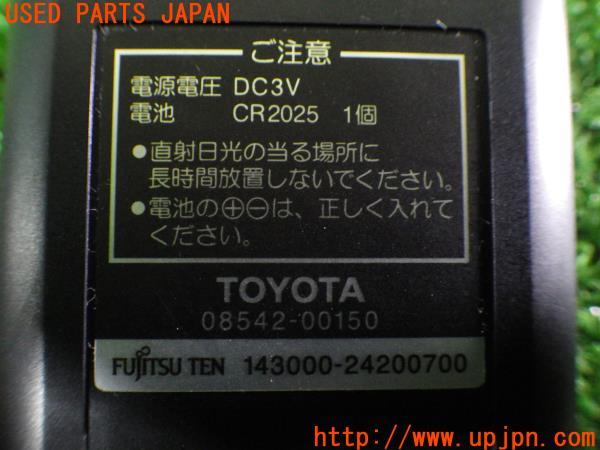 USED PARTS JAPAN
ご注意
電源電圧 DC3V
電池 CR2025 1個
●直射日光の当る場所に
長時間放置しないでください。
●電池の⊕⊖は、正しく入れて
ください。
TOYOTA
08542-00150
FUJITSU TEN 143000-24200700
UPJ
http://www.upjpn.com